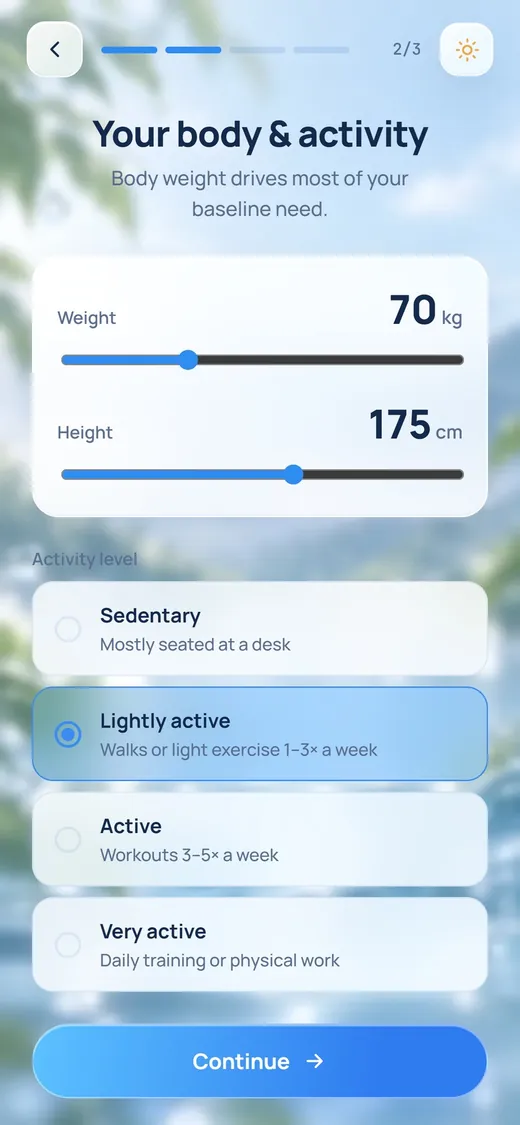 2/3
Your body & activity
Body weight drives most of your
baseline need.
Weight 70 kg
Height 175 cm
Activity level
Sedentary
Mostly seated at a desk
Lightly active
Walks or light exercise 1–3× a week
Active
Workouts 3–5× a week
Very active
Daily training or physical work
Continue →